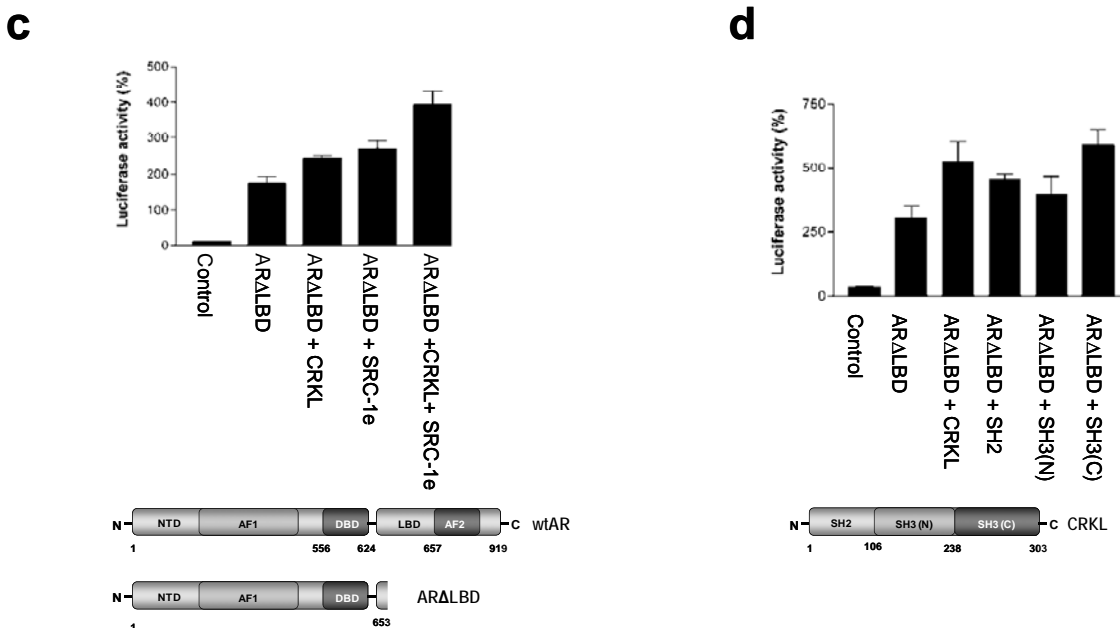 c
Luciferase activity (%)
500
400
300
200
100
0
Control
ARΔLBD
ARΔLBD + CRKL
ARΔLBD + SRC-1e
ARΔLBD +CRKL+ SRC-1e
N NTD AF1 DBD LBD AF2 C wtAR
1 556 624 657 919
N NTD AF1 DBD ARΔLBD
1 653
d
Luciferase activity (%)
750
500
250
0
Control
ARΔLBD
ARΔLBD + CRKL
ARΔLBD + SH2
ARΔLBD + SH3(N)
ARΔLBD + SH3(C)
N SH2 SH3 (N) SH3 (C) C CRKL
1 106 238 303